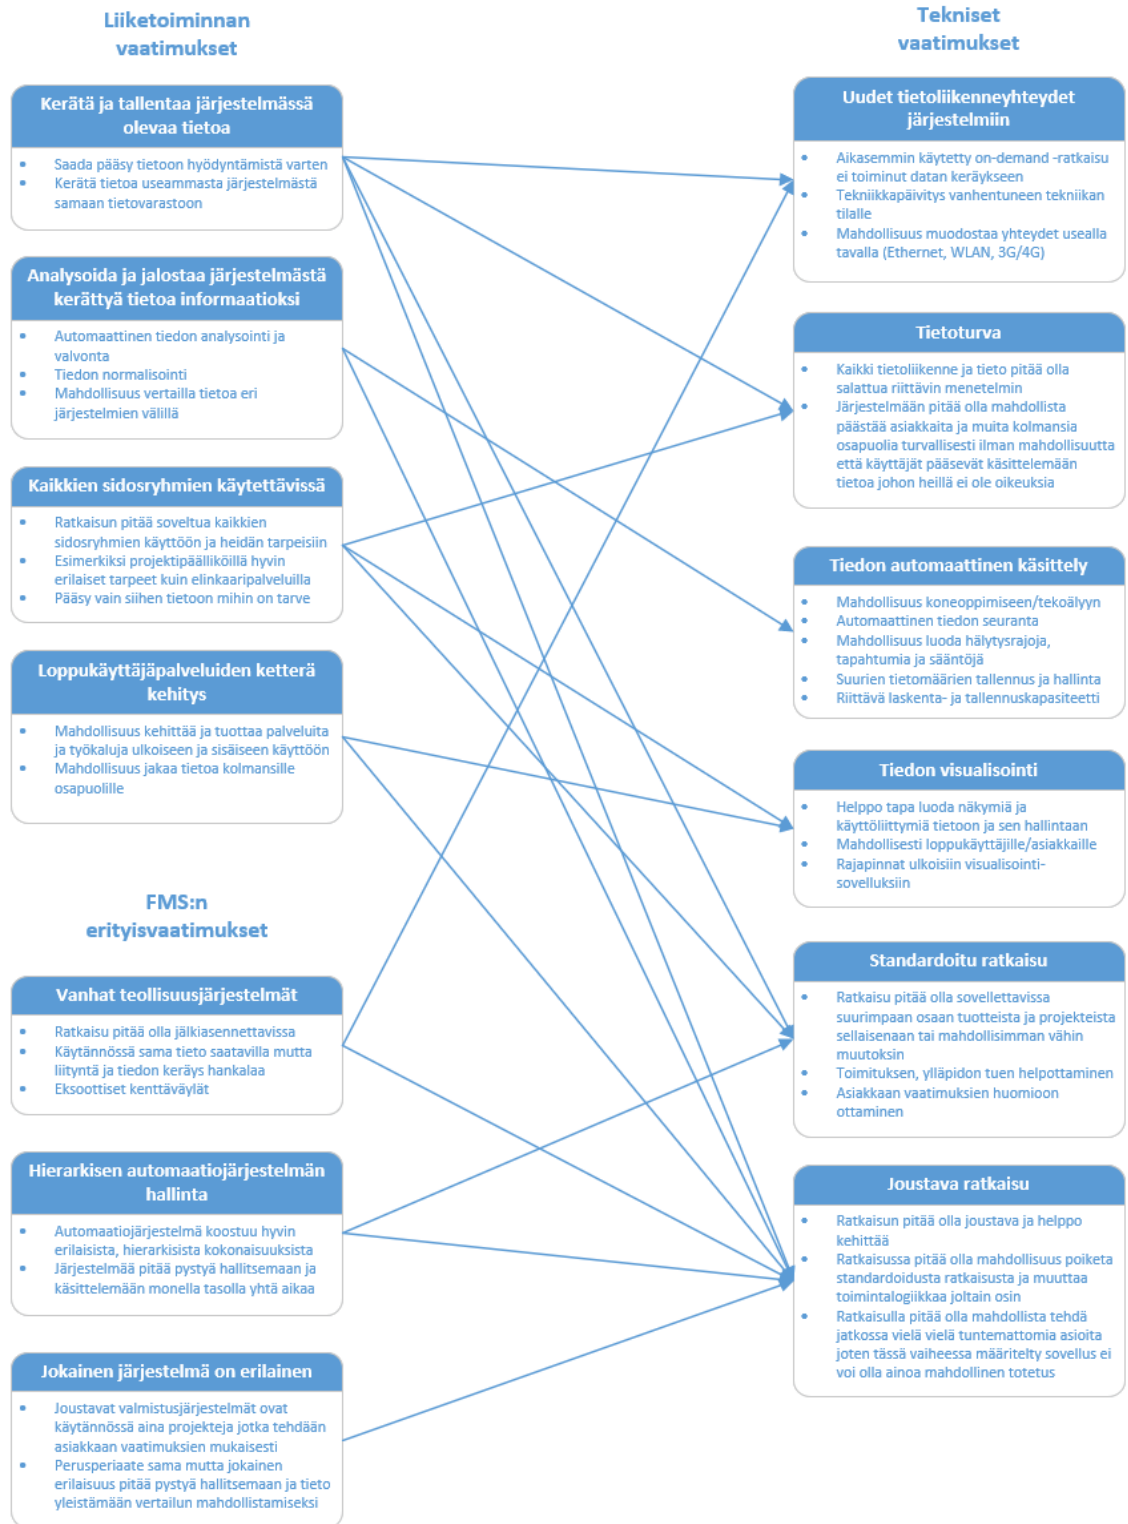 Liiketoiminnan
vaatimukset
Kerätä ja tallentaa järjestelmässä
olevaa tietoa
• Saada pääsy tietoon hyödyntämistä varten
• Kerätä tietoa useammasta järjestelmästä
samaan tietovarastoon
Analysoida ja jalostaa järjestelmästä
kerättyä tietoa informaatioksi
• Automaattinen tiedon analysointi ja
valvonta
• Tiedon normalisointi
• Mahdollisuus vertailla tietoa eri
järjestelmien välillä
Kaikkien sidosryhmien käytettävissä
• Ratkaisun pitää soveltua kaikkien
sidosryhmien käyttöön ja heidän tarpeisiin
• Esimerkiksi projektipäälliköillä hyvin
erilaiset tarpeet kuin elinkaaripalveluilla
• Pääsy vain siihen tietoon mihin on tarve
Loppukäyttäjäpalveluiden ketterä
kehitys
• Mahdollisuus kehittää ja tuottaa palveluita
ja työkaluja ulkoiseen ja sisäiseen käyttöön
• Mahdollisuus jakaa tietoa kolmansille
osapuolille
FMS:n
erityisvaatimukset
Vanhat teollisuusjärjestelmät
• Ratkaisu pitää olla jälkiasennettavissa
• Käytännössä sama tieto saatavilla mutta
liityntä ja tiedon keräys hankalaa
• Eksoottiset kenttäväylät
Hierarkisen automaatiojärjestelmän
hallinta
• Automaatiojärjestelmä koostuu hyvin
erilaisista, hierarkisista kokonaisuuksista
• Järjestelmää pitää pystyä hallitsemaan ja
käsittelemään monella tasolla yhtä aikaa
Jokainen järjestelmä on erilainen
• Joustavat valmistusjärjestelmät ovat
käytännössä aina projekteja jotka tehdään
asiakkaan vaatimuksien mukaisesti
• Perusperiaate sama mutta jokainen
erilaisuus pitää pystyä hallitsemaan ja tieto
yleistämään vertailun mahdollistamiseksi
Tekniset
vaatimukset
Uudet tietoliikenneyhteydet
järjestelmiin
• Aikasemmin käytetty on-demand -ratkaisu
ei toiminut datan keräykseen
• Tekniikkapäivitys vanhentuneen tekniikan
tilalle
• Mahdollisuus muodostaa yhteydet usealla
tavalla (Ethernet, WLAN, 3G/4G)
Tietoturva
• Kaikki tietoliikenne ja tieto pitää olla
salattua riittävin menetelmin
• Järjestelmään pitää olla mahdollista
päästää asiakkaita ja muita kolmansia
osapuolia turvallisesti ilman mahdollisuutta
että käyttäjät pääsevät käsittelemään
tietoa johon heillä ei ole oikeuksia
Tiedon automaattinen käsittely
• Mahdollisuus koneoppimiseen/tekoälyyn
• Automaattinen tiedon seuranta
• Mahdollisuus luoda hälytysrajoja,
tapahtumia ja sääntöjä
• Suurien tietomäärien tallennus ja hallinta
• Riittävä laskenta- ja tallennuskapasiteetti
Tiedon visualisointi
• Helppo tapa luoda näkymiä ja
käyttöliittymiä tietoon ja sen hallintaan
• Mahdollisesti loppukäyttäjille/asiakkaille
• Rajapinnat ulkoisiin visualisointi-
sovelluksiin
Standardoitu ratkaisu
• Ratkaisu pitää olla sovellettavissa
suurimpaan osaan tuotteista ja projekteista
sellaisenaan tai mahdollisimman vähin
muutoksin
• Toimituksen, ylläpidon tuen helpottaminen
• Asiakkaan vaatimuksien huomioon
ottaminen
Joustava ratkaisu
• Ratkaisun pitää olla joustava ja helppo
kehittää
• Ratkaisussa pitää olla mahdollisuus poiketa
standardoidusta ratkaisusta ja muuttaa
toimintalogiikkaa joltain osin
• Ratkaisulla pitää olla mahdollista tehdä
jatkossa vielä vielä tuntemattomia asioita
joten tässä vaiheessa määritelty sovellus ei
voi olla ainoa mahdollinen totetus